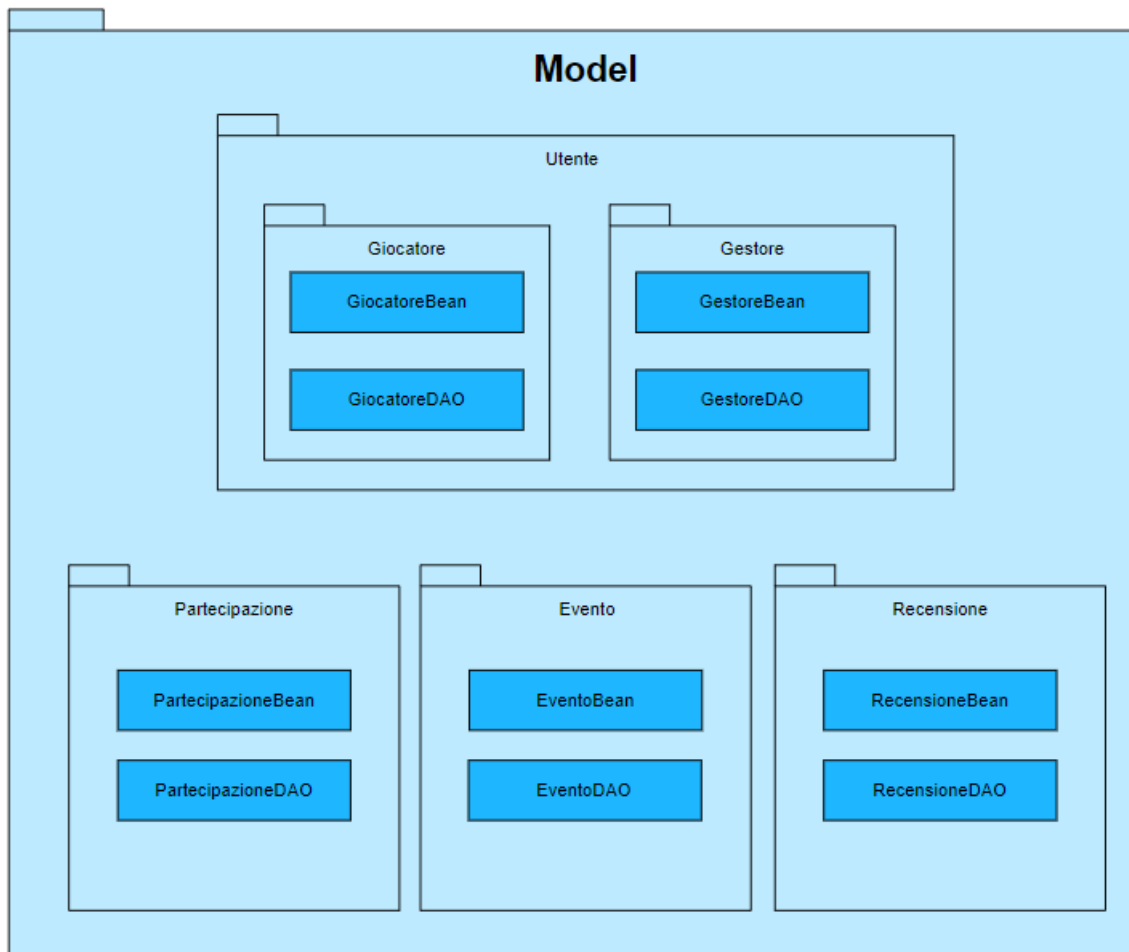 Model
Utente
Giocatore
GiocatoreBean
GiocatoreDAO
Gestore
GestoreBean
GestoreDAO
Partecipazione
PartecipazioneBean
PartecipazioneDAO
Evento
EventoBean
EventoDAO
Recensione
RecensioneBean
RecensioneDAO